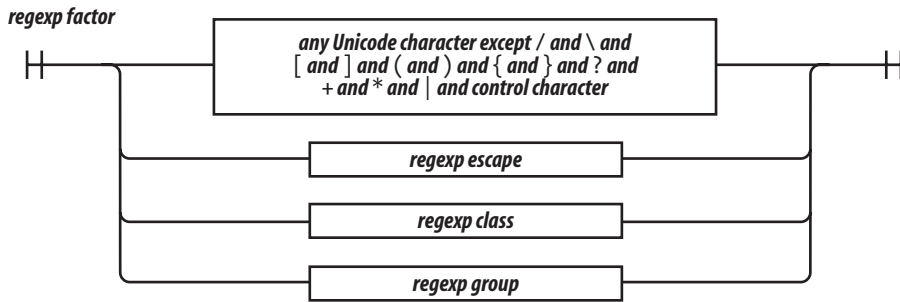 regexp factor
any Unicode character except / and \ and
[ and ] and ( and ) and { and } and ? and
+ and * and | and control character
regexp escape
regexp class
regexp group